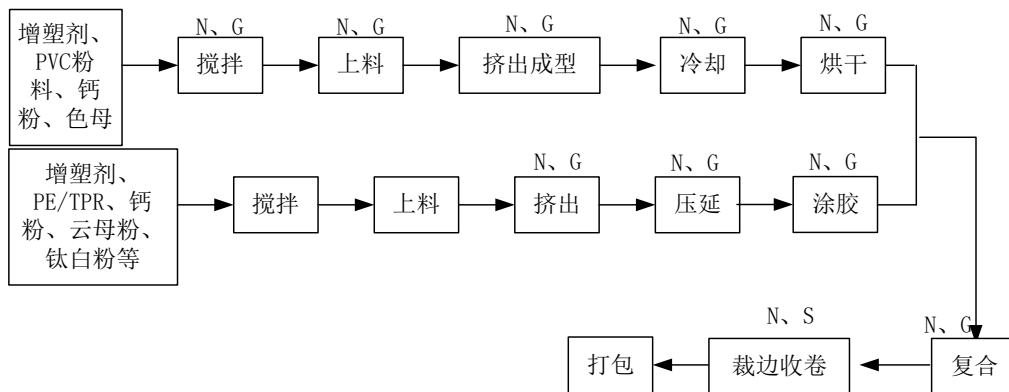 N、G
N、G
N、G
N、G
N、G
增塑剂、
PVC粉
料、钙
粉、色母
搅拌
上料
挤出成型
冷却
烘干
N、G
N、G
N、G
增塑剂、
PE/TPR、钙
粉、云母粉、
钛白粉等
搅拌
上料
挤出
压延
涂胶
N、S
N、G
打包
裁边收卷
复合